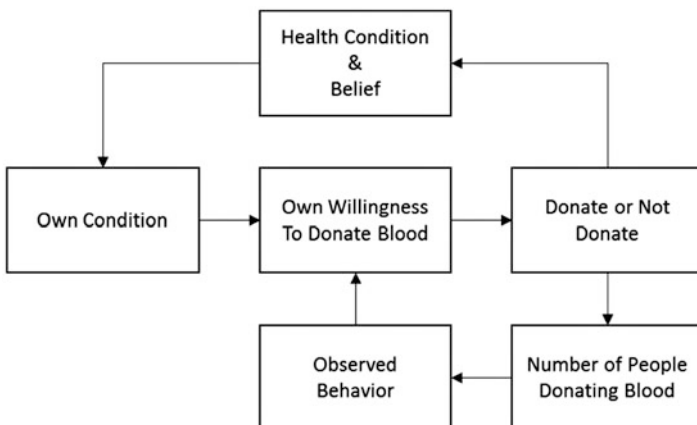 Health Condition
&
Belief
Own Condition
Own Willingness
To Donate Blood
Donate or Not
Donate
Observed
Behavior
Number of People
Donating Blood